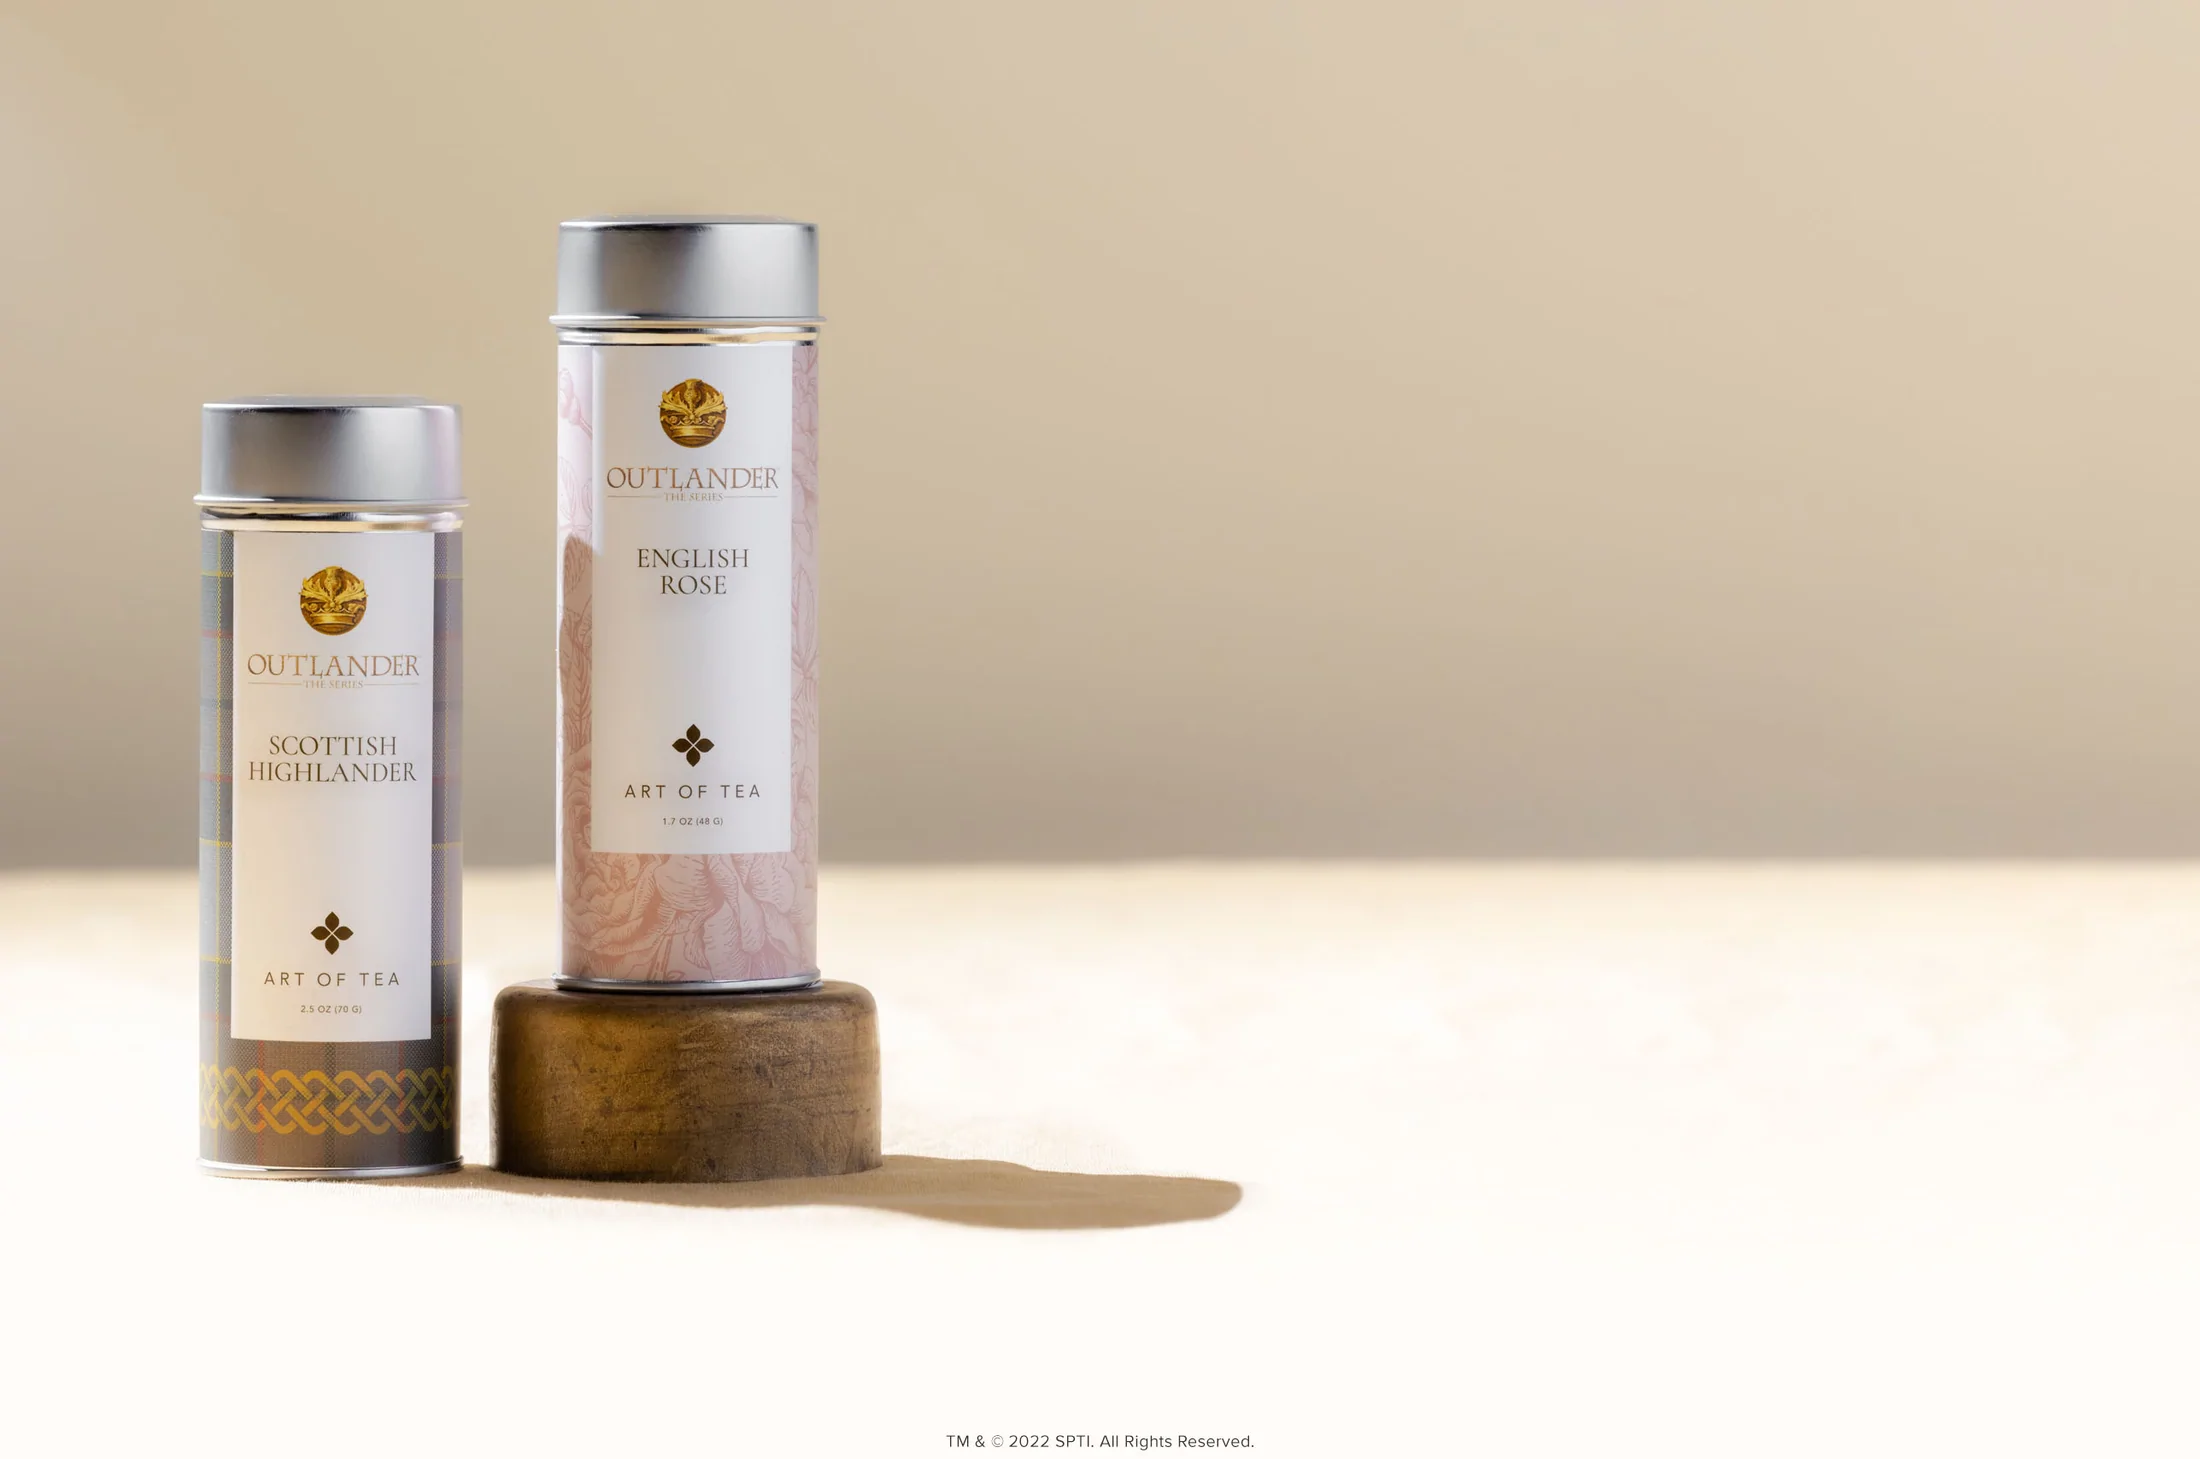 OUTLANDER
THE SERIES
SCOTTISH
HIGHLANDER
ART OF TEA
2.5 OZ (70 G)
OUTLANDER
THE SERIES
ENGLISH
ROSE
ART OF TEA
1.7 OZ (48 G)
TM & © 2022 SPTI. All Rights Reserved.